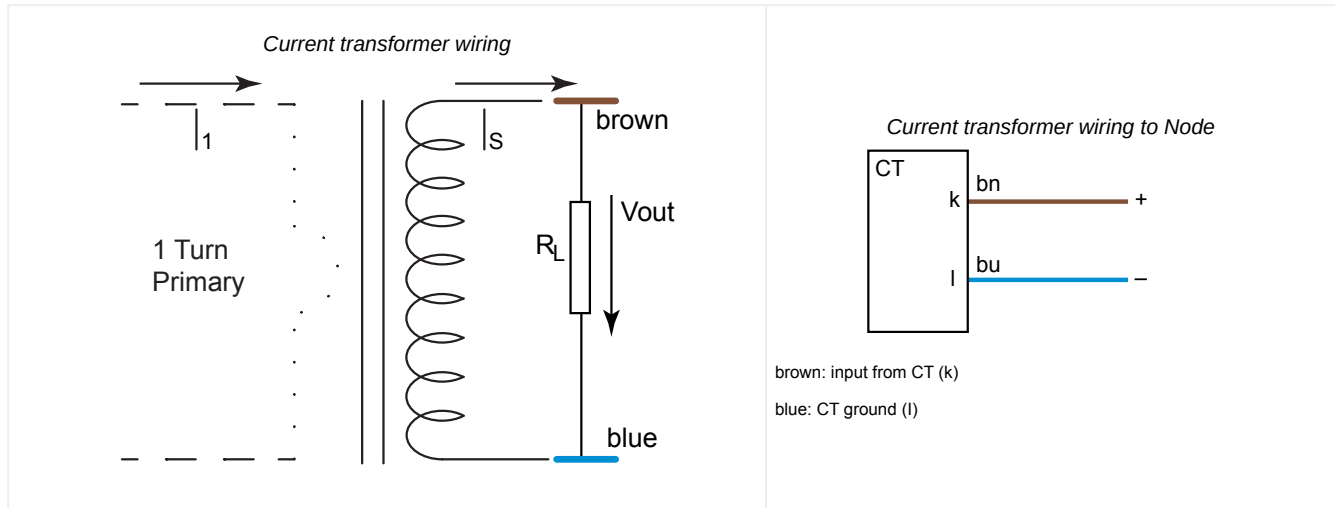 Current transformer wiring
I1
IS
brown
1 Turn
Primary
RL
Vout
blue
Current transformer wiring to Node
CT
k
bn
+
l
bu
–
brown: input from CT (k)
blue: CT ground (l)